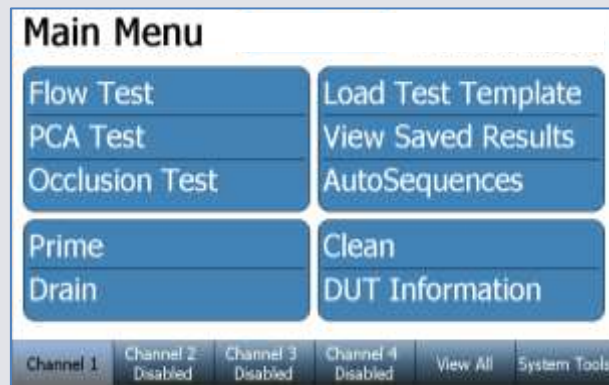 Main Menu
Flow Test
PCA Test
Occlusion Test
Load Test Template
View Saved Results
AutoSequences
Prime
Drain
Clean
DUT Information
Channel 1
Channel 2
Disabled
Channel 3
Disabled
Channel 4
Disabled
View All
System Tools